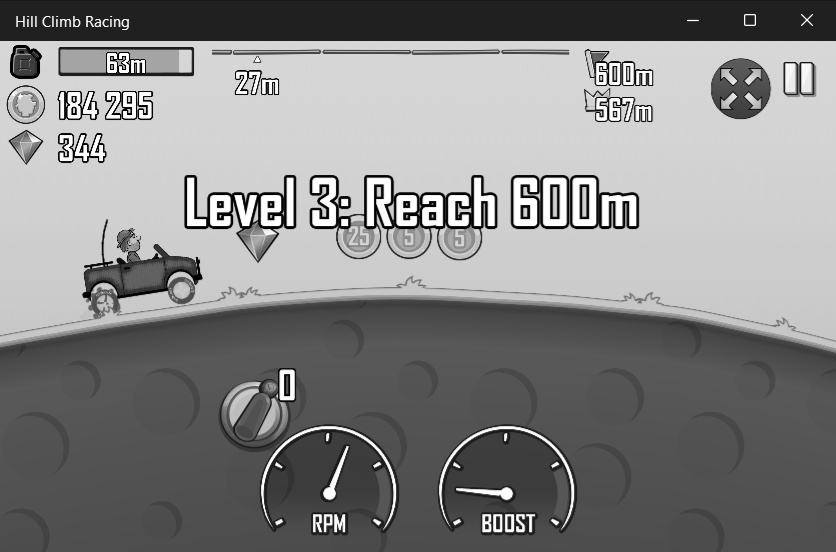 Hill Climb Racing
63m
27m
600m
567m
184 295
344
Level 3: Reach 600m
25 5 5
0
RPM BOOST